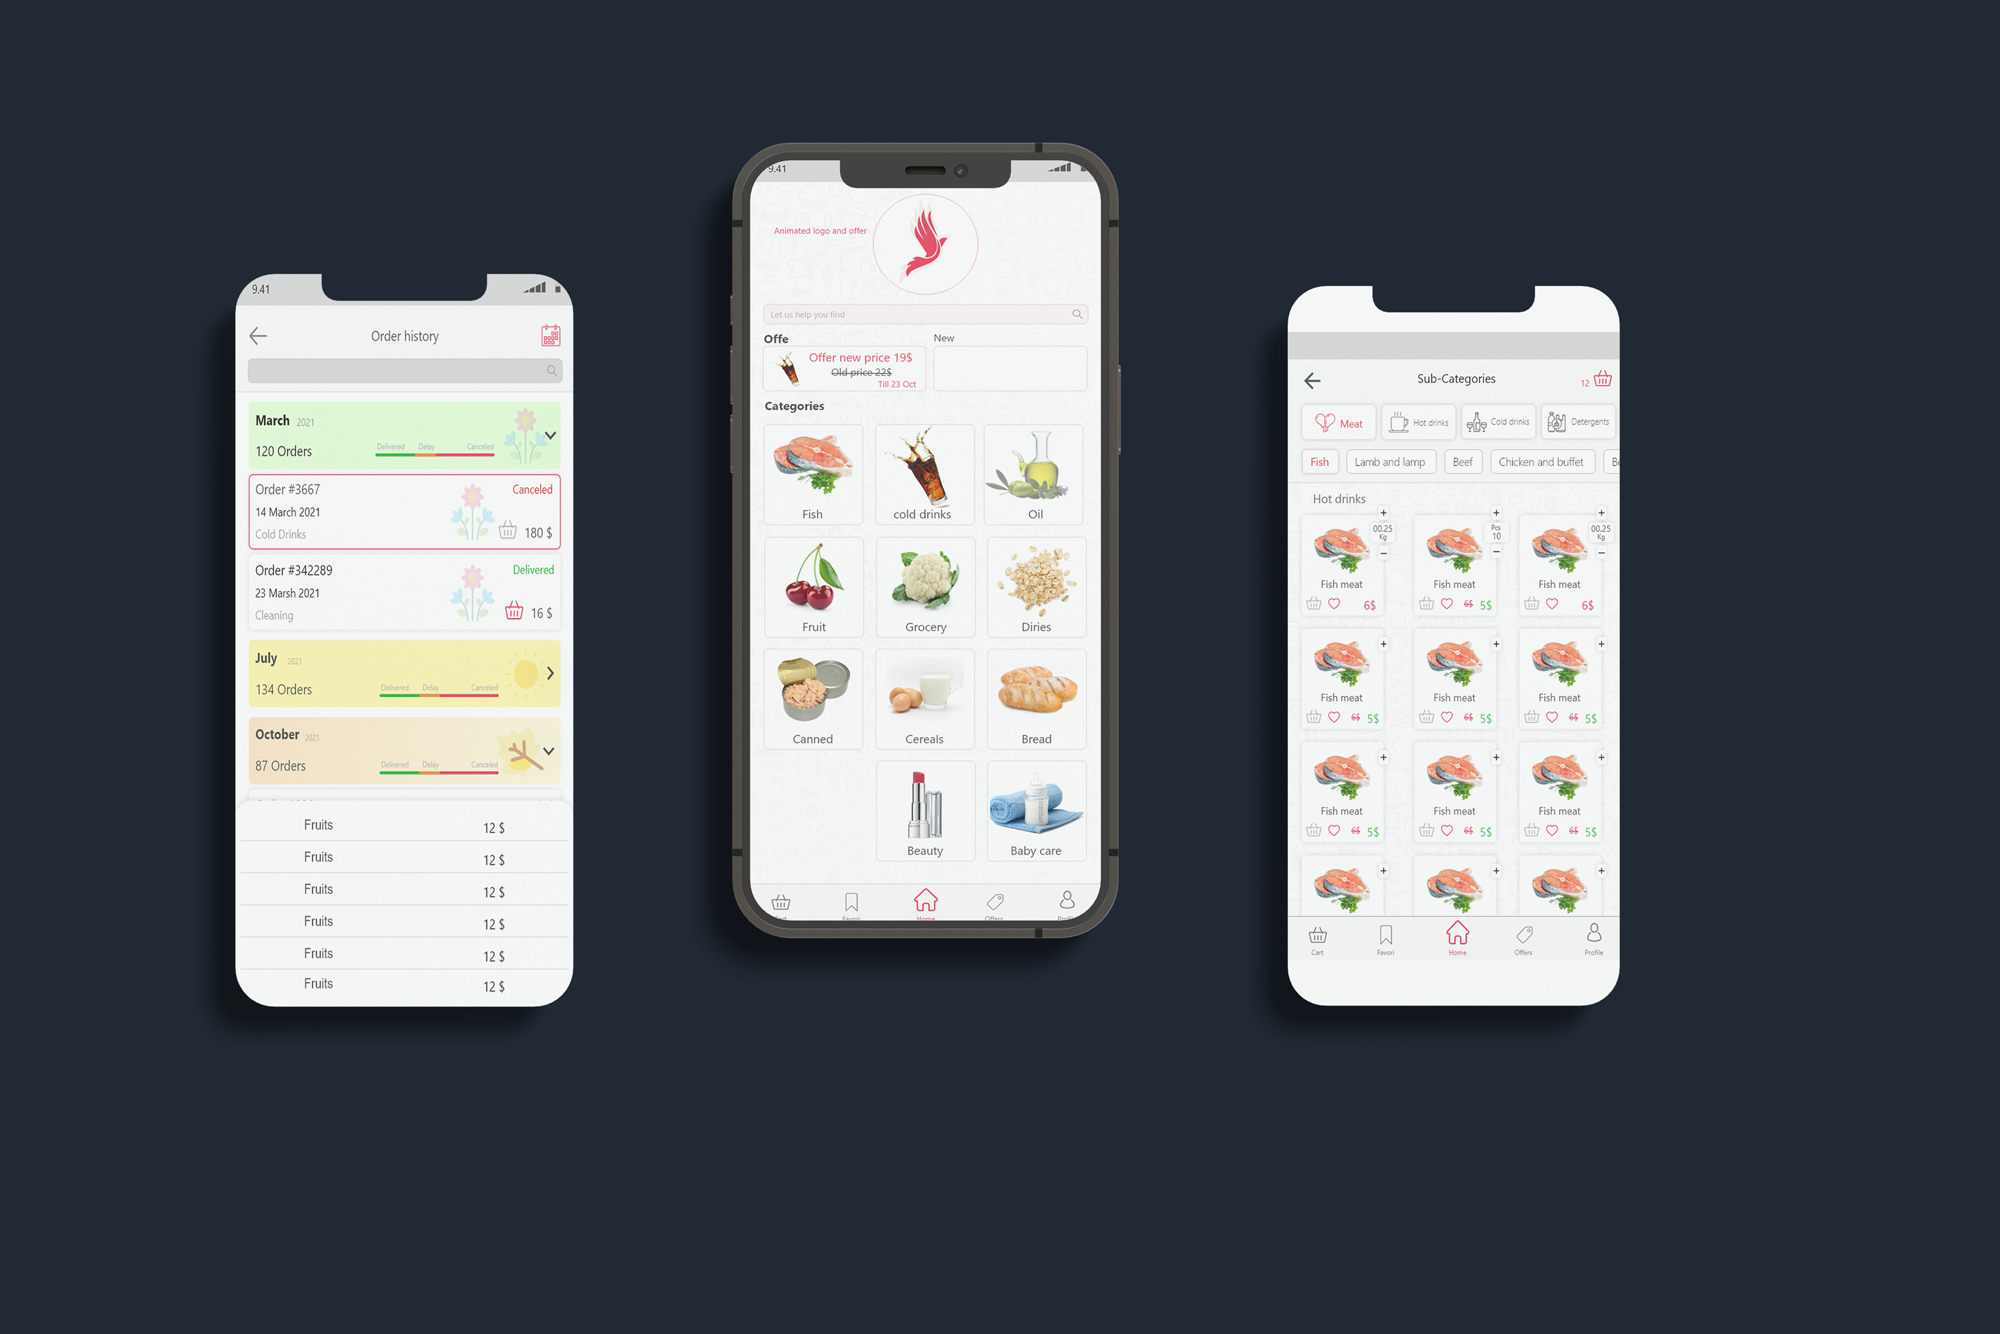 9.41
Order history
March 2021
120 Orders
Delivered Delay Canceled
Order #3667
Canceled
14 March 2021
Cold Drinks
180 $
Order #342289
Delivered
23 Marsh 2021
Cleaning
16 $
July 2021
134 Orders
Delivered Delay Canceled
October 2021
87 Orders
Delivered Delay Canceled
Fruits 12 $
Fruits 12 $
Fruits 12 $
Fruits 12 $
Fruits 12 $
Fruits 12 $
9.41
Animated logo and offer
Let us help you find
Offe
New
Offer new price 19$
Old price 22$
Till 23 Oct
Categories
Fish cold drinks Oil
Fruit Grocery Diries
Canned Cereals Bread
Beauty Baby care
Cart Favori Home Offers Profile
Sub-Categories
12
Meat Hot drinks Cold drinks Detergents
Fish Lamb and lamp Beef Chicken and buffet Be
Hot drinks
+ + +
00.25 Pcs 00.25
Kg 10 Kg
− − −
Fish meat Fish meat Fish meat
6$ 6$ 5$ 6$
+ + +
Fish meat Fish meat Fish meat
6$ 5$ 6$ 5$ 6$ 5$
+ + +
Fish meat Fish meat Fish meat
6$ 5$ 6$ 5$ 6$ 5$
+ + +
Cart Favori Home Offers Profile